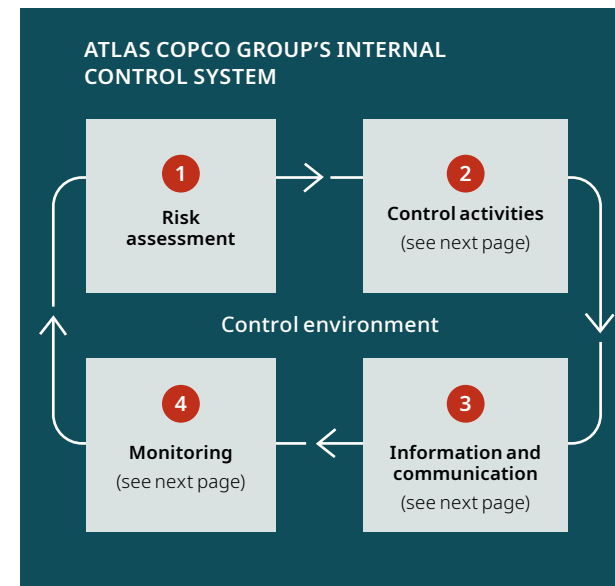 ATLAS COPCO GROUP'S INTERNAL
CONTROL SYSTEM
1
Risk
assessment
2
Control activities
(see next page)
Control environment
4
Monitoring
(see next page)
3
Information and
communication
(see next page)